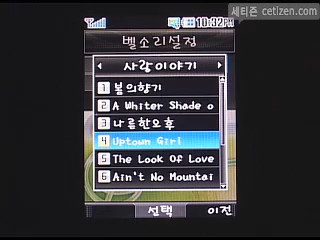 세티즌 cetizen.com
10:32PM
벨소리설정
사랑이야기
1 봄의향기
2 A Whiter Shade o
3 나른한오후
4 Uptown Girl
5 The Look Of Love
6 Ain't No Mountai
선택 이전